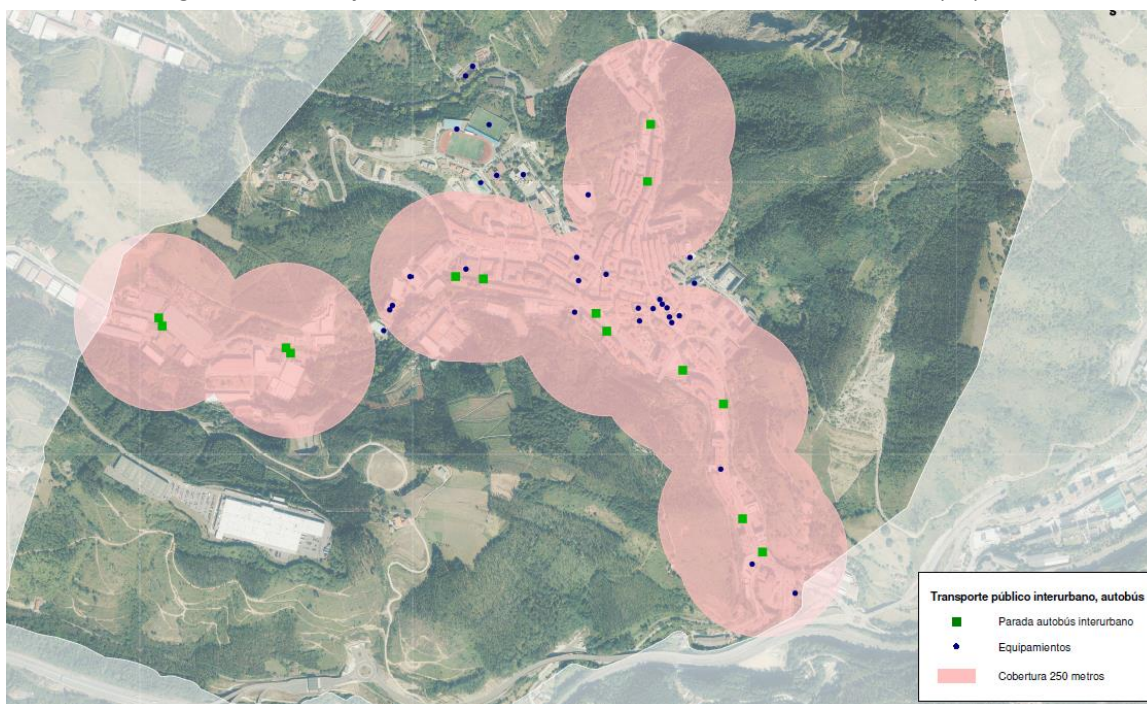 Transporte público interurbano, autobús
Parada autobús interurbano
Equipamientos
Cobertura 250 metros